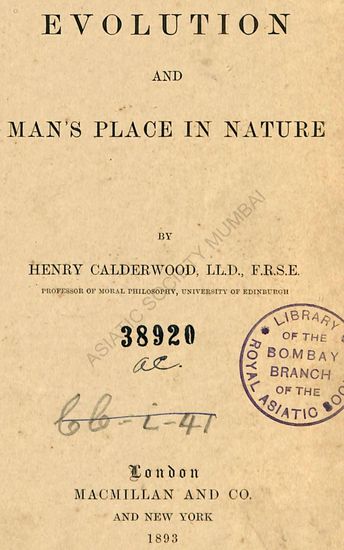 EVOLUTION
AND
MAN'S PLACE IN NATURE
BY
HENRY CALDERWOOD, LL.D., F.R.S.E.
PROFESSOR OF MORAL PHILOSOPHY, UNIVERSITY OF EDINBURGH
38920
ac.
LIBRARY
OF THE
BOMBAY
BRANCH
OF THE
ROYAL ASIATIC SOC
ASIATIC SOCIETY MUMBAI
London
MACMILLAN AND CO.
AND NEW YORK
1893